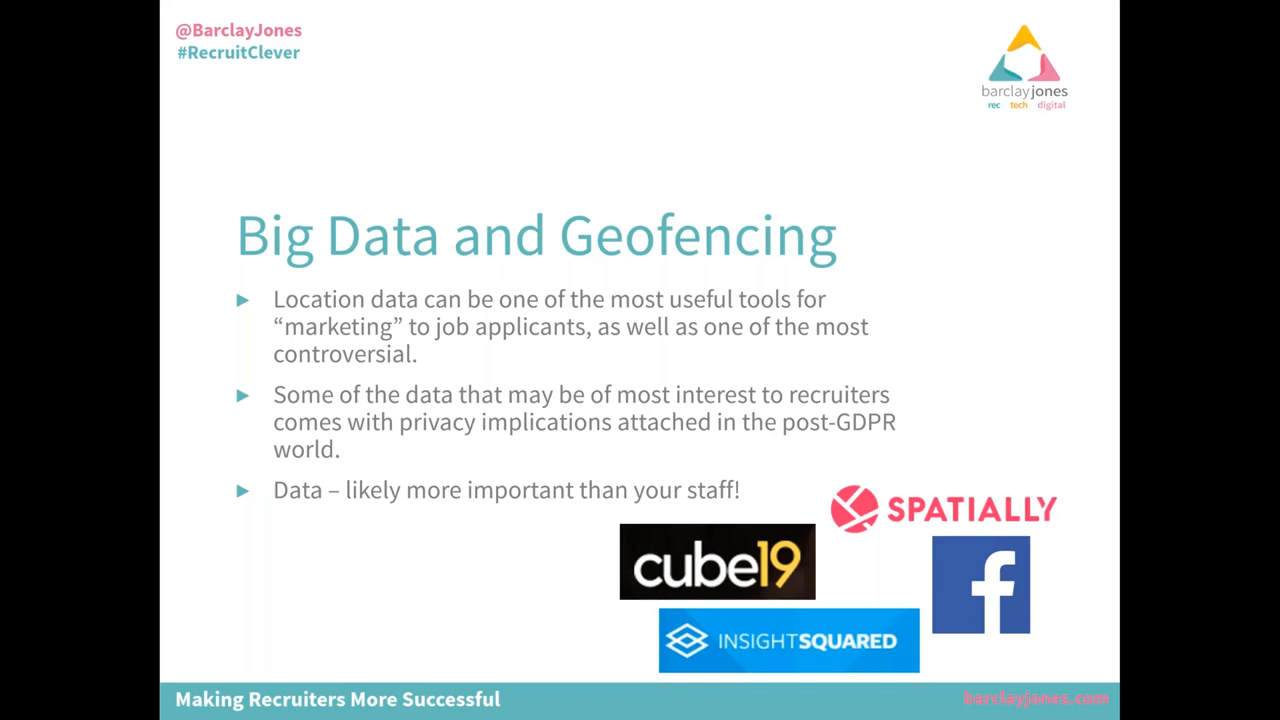 @BarclayJones
#RecruitClever
barclayjones
rec tech digital
Big Data and Geofencing
Location data can be one of the most useful tools for
“marketing” to job applicants, as well as one of the most
controversial.
Some of the data that may be of most interest to recruiters
comes with privacy implications attached in the post-GDPR
world.
Data – likely more important than your staff!
SPATIALLY
cube19
f
INSIGHTSQUARED
Making Recruiters More Successful
barclayjones.com